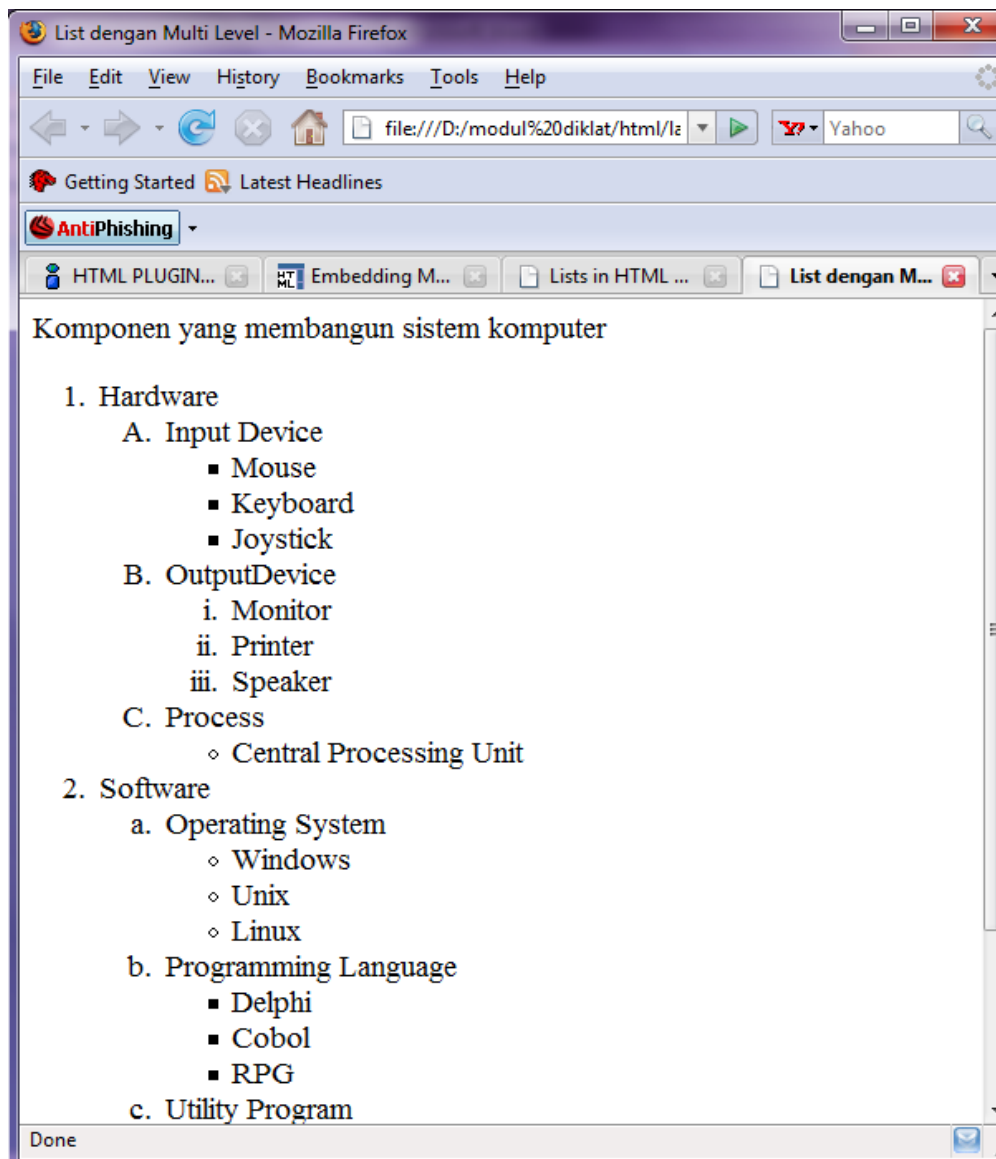 List dengan Multi Level - Mozilla Firefox
File Edit View History Bookmarks Tools Help
file:///D:/modul%20diklat/html/la Yahoo
Getting Started Latest Headlines
AntiPhishing
HTML PLUGIN... Embedding M... Lists in HTML ... List dengan M...
Komponen yang membangun sistem komputer
1. Hardware
A. Input Device
▪ Mouse
▪ Keyboard
▪ Joystick
B. OutputDevice
i. Monitor
ii. Printer
iii. Speaker
C. Process
◦ Central Processing Unit
2. Software
a. Operating System
◦ Windows
◦ Unix
◦ Linux
b. Programming Language
▪ Delphi
▪ Cobol
▪ RPG
c. Utility Program
Done